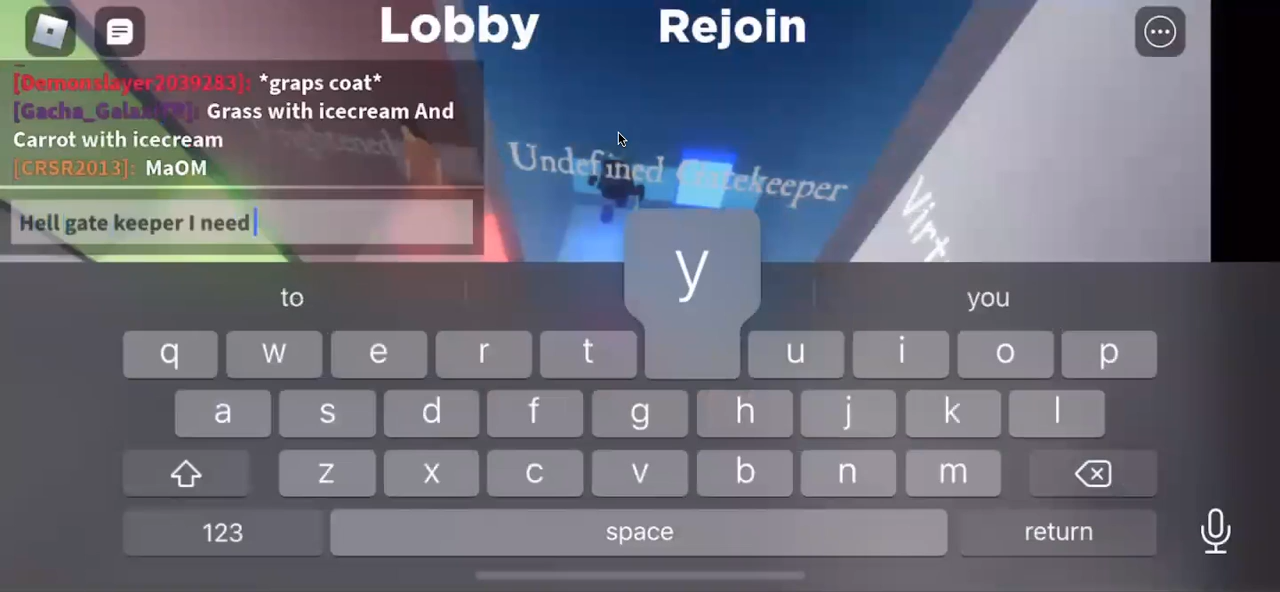 Lobby
Rejoin
[Demonslayer2039283]: *graps coat*
Grass with icecream And
Carrot with icecream
[CRSR2013]: MaOM
Undefined Gatekeeper
Hell gate keeper I need
to
you
q w e r t y u i o p
a s d f g h j k l
z x c v b n m
123
space
return